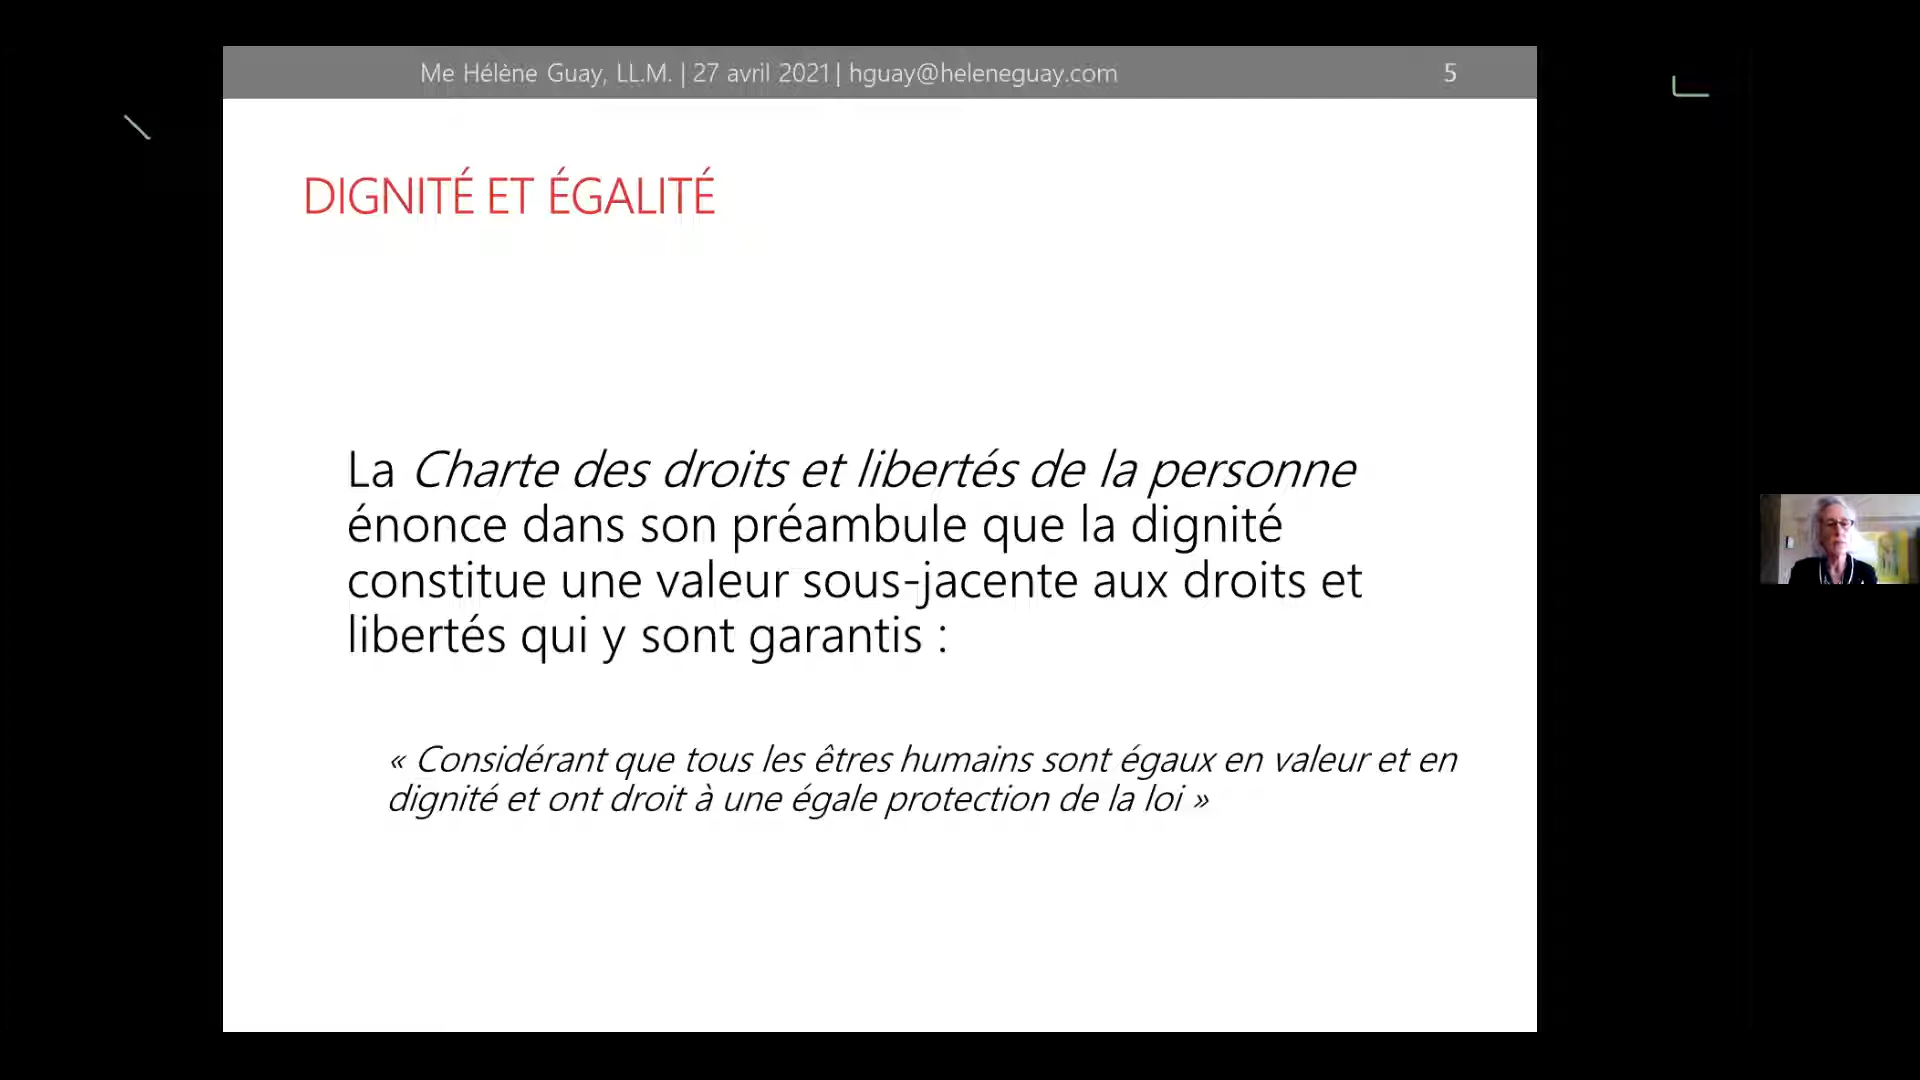 Me Hélène Guay, LL.M. | 27 avril 2021| hguay@heleneguay.com 5
DIGNITÉ ET ÉGALITÉ
La Charte des droits et libertés de la personne
énonce dans son préambule que la dignité
constitue une valeur sous-jacente aux droits et
libertés qui y sont garantis :
« Considérant que tous les êtres humains sont égaux en valeur et en
dignité et ont droit à une égale protection de la loi »